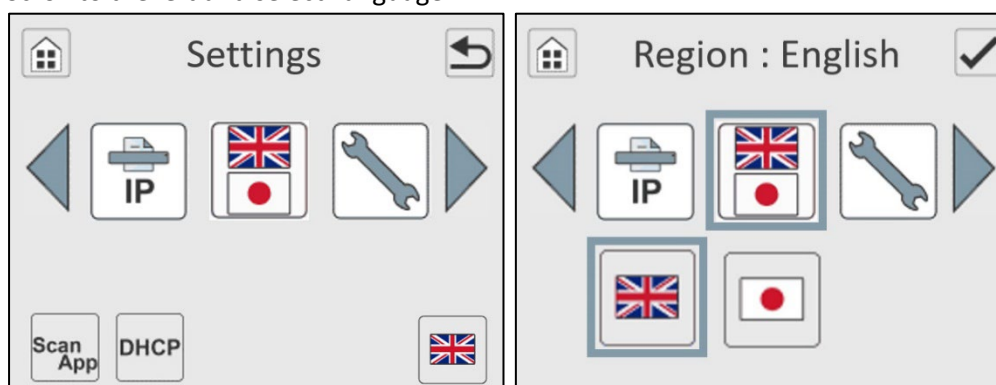 Settings
IP
Scan
App
DHCP
Region : English
IP